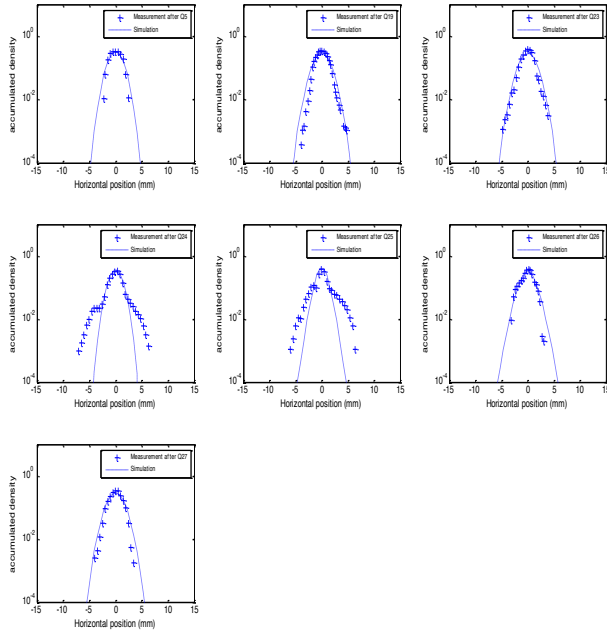 Measurement after Q5
Simulation
accumulated density
10^0
10^-2
10^-4
-15 -10 -5 0 5 10 15
Horizontal position (mm)
Measurement after Q19
Simulation
accumulated density
10^0
10^-2
10^-4
-15 -10 -5 0 5 10 15
Horizontal position (mm)
Measurement after Q23
Simulation
accumulated density
10^0
10^-2
10^-4
-15 -10 -5 0 5 10 15
Horizontal position (mm)
Measurement after Q24
Simulation
accumulated density
10^0
10^-2
10^-4
-15 -10 -5 0 5 10 15
Horizontal position (mm)
Measurement after Q25
Simulation
accumulated density
10^0
10^-2
10^-4
-15 -10 -5 0 5 10 15
Horizontal position (mm)
Measurement after Q26
Simulation
accumulated density
10^0
10^-2
10^-4
-15 -10 -5 0 5 10 15
Horizontal position (mm)
Measurement after Q27
Simulation
accumulated density
10^0
10^-2
10^-4
-15 -10 -5 0 5 10 15
Horizontal position (mm)